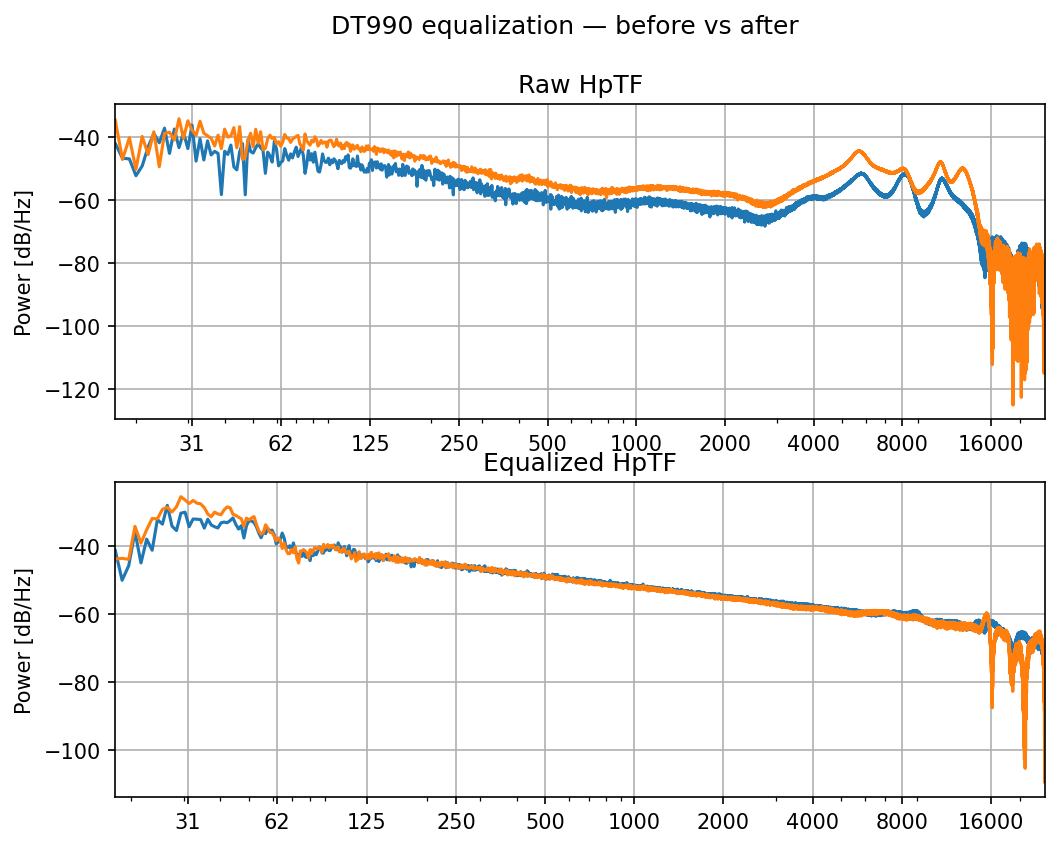 DT990 equalization — before vs after
Raw HpTF
Power [dB/Hz]
−40
−60
−80
−100
−120
31 62 125 250 500 1000 2000 4000 8000 16000
Equalized HpTF
Power [dB/Hz]
−40
−60
−80
−100
31 62 125 250 500 1000 2000 4000 8000 16000